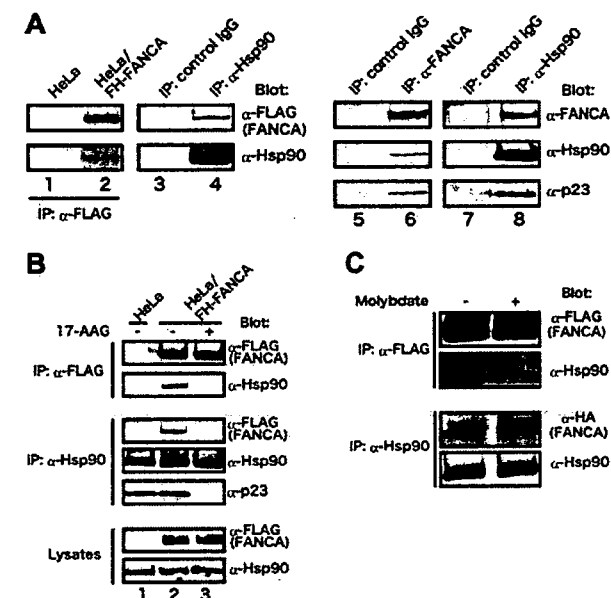 A
HeLa
HeLa/
FH-FANCA
IP: control IgG
IP: α-Hsp90
Blot:
α-FLAG
(FANCA)
α-Hsp90
1 2 3 4
IP: α-FLAG
IP: control IgG
IP: α-FANCA
IP: control IgG
IP: α-Hsp90
Blot:
α-FANCA
α-Hsp90
α-p23
5 6 7 8
B
HeLa
HeLa/
FH-FANCA
17-AAG - - +
Blot:
IP: α-FLAG
α-FLAG
(FANCA)
α-Hsp90
IP: α-Hsp90
α-FLAG
(FANCA)
α-Hsp90
α-p23
Lysates
α-FLAG
(FANCA)
α-Hsp90
1 2 3
C
Molybdate - +
Blot:
IP: α-FLAG
α-FLAG
(FANCA)
α-Hsp90
IP: α-Hsp90
α-HA
(FANCA)
α-Hsp90